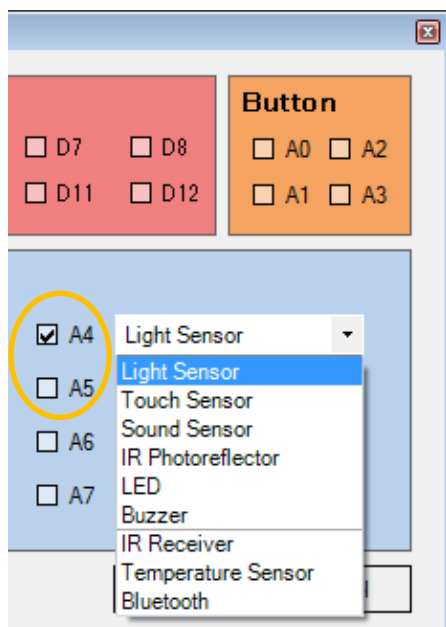 Button
D7 D8 A0 A2
D11 D12 A1 A3
A4 Light Sensor
Light Sensor
A5 Touch Sensor
Sound Sensor
A6
IR Photoreflector
LED
A7
Buzzer
IR Receiver
Temperature Sensor
Bluetooth